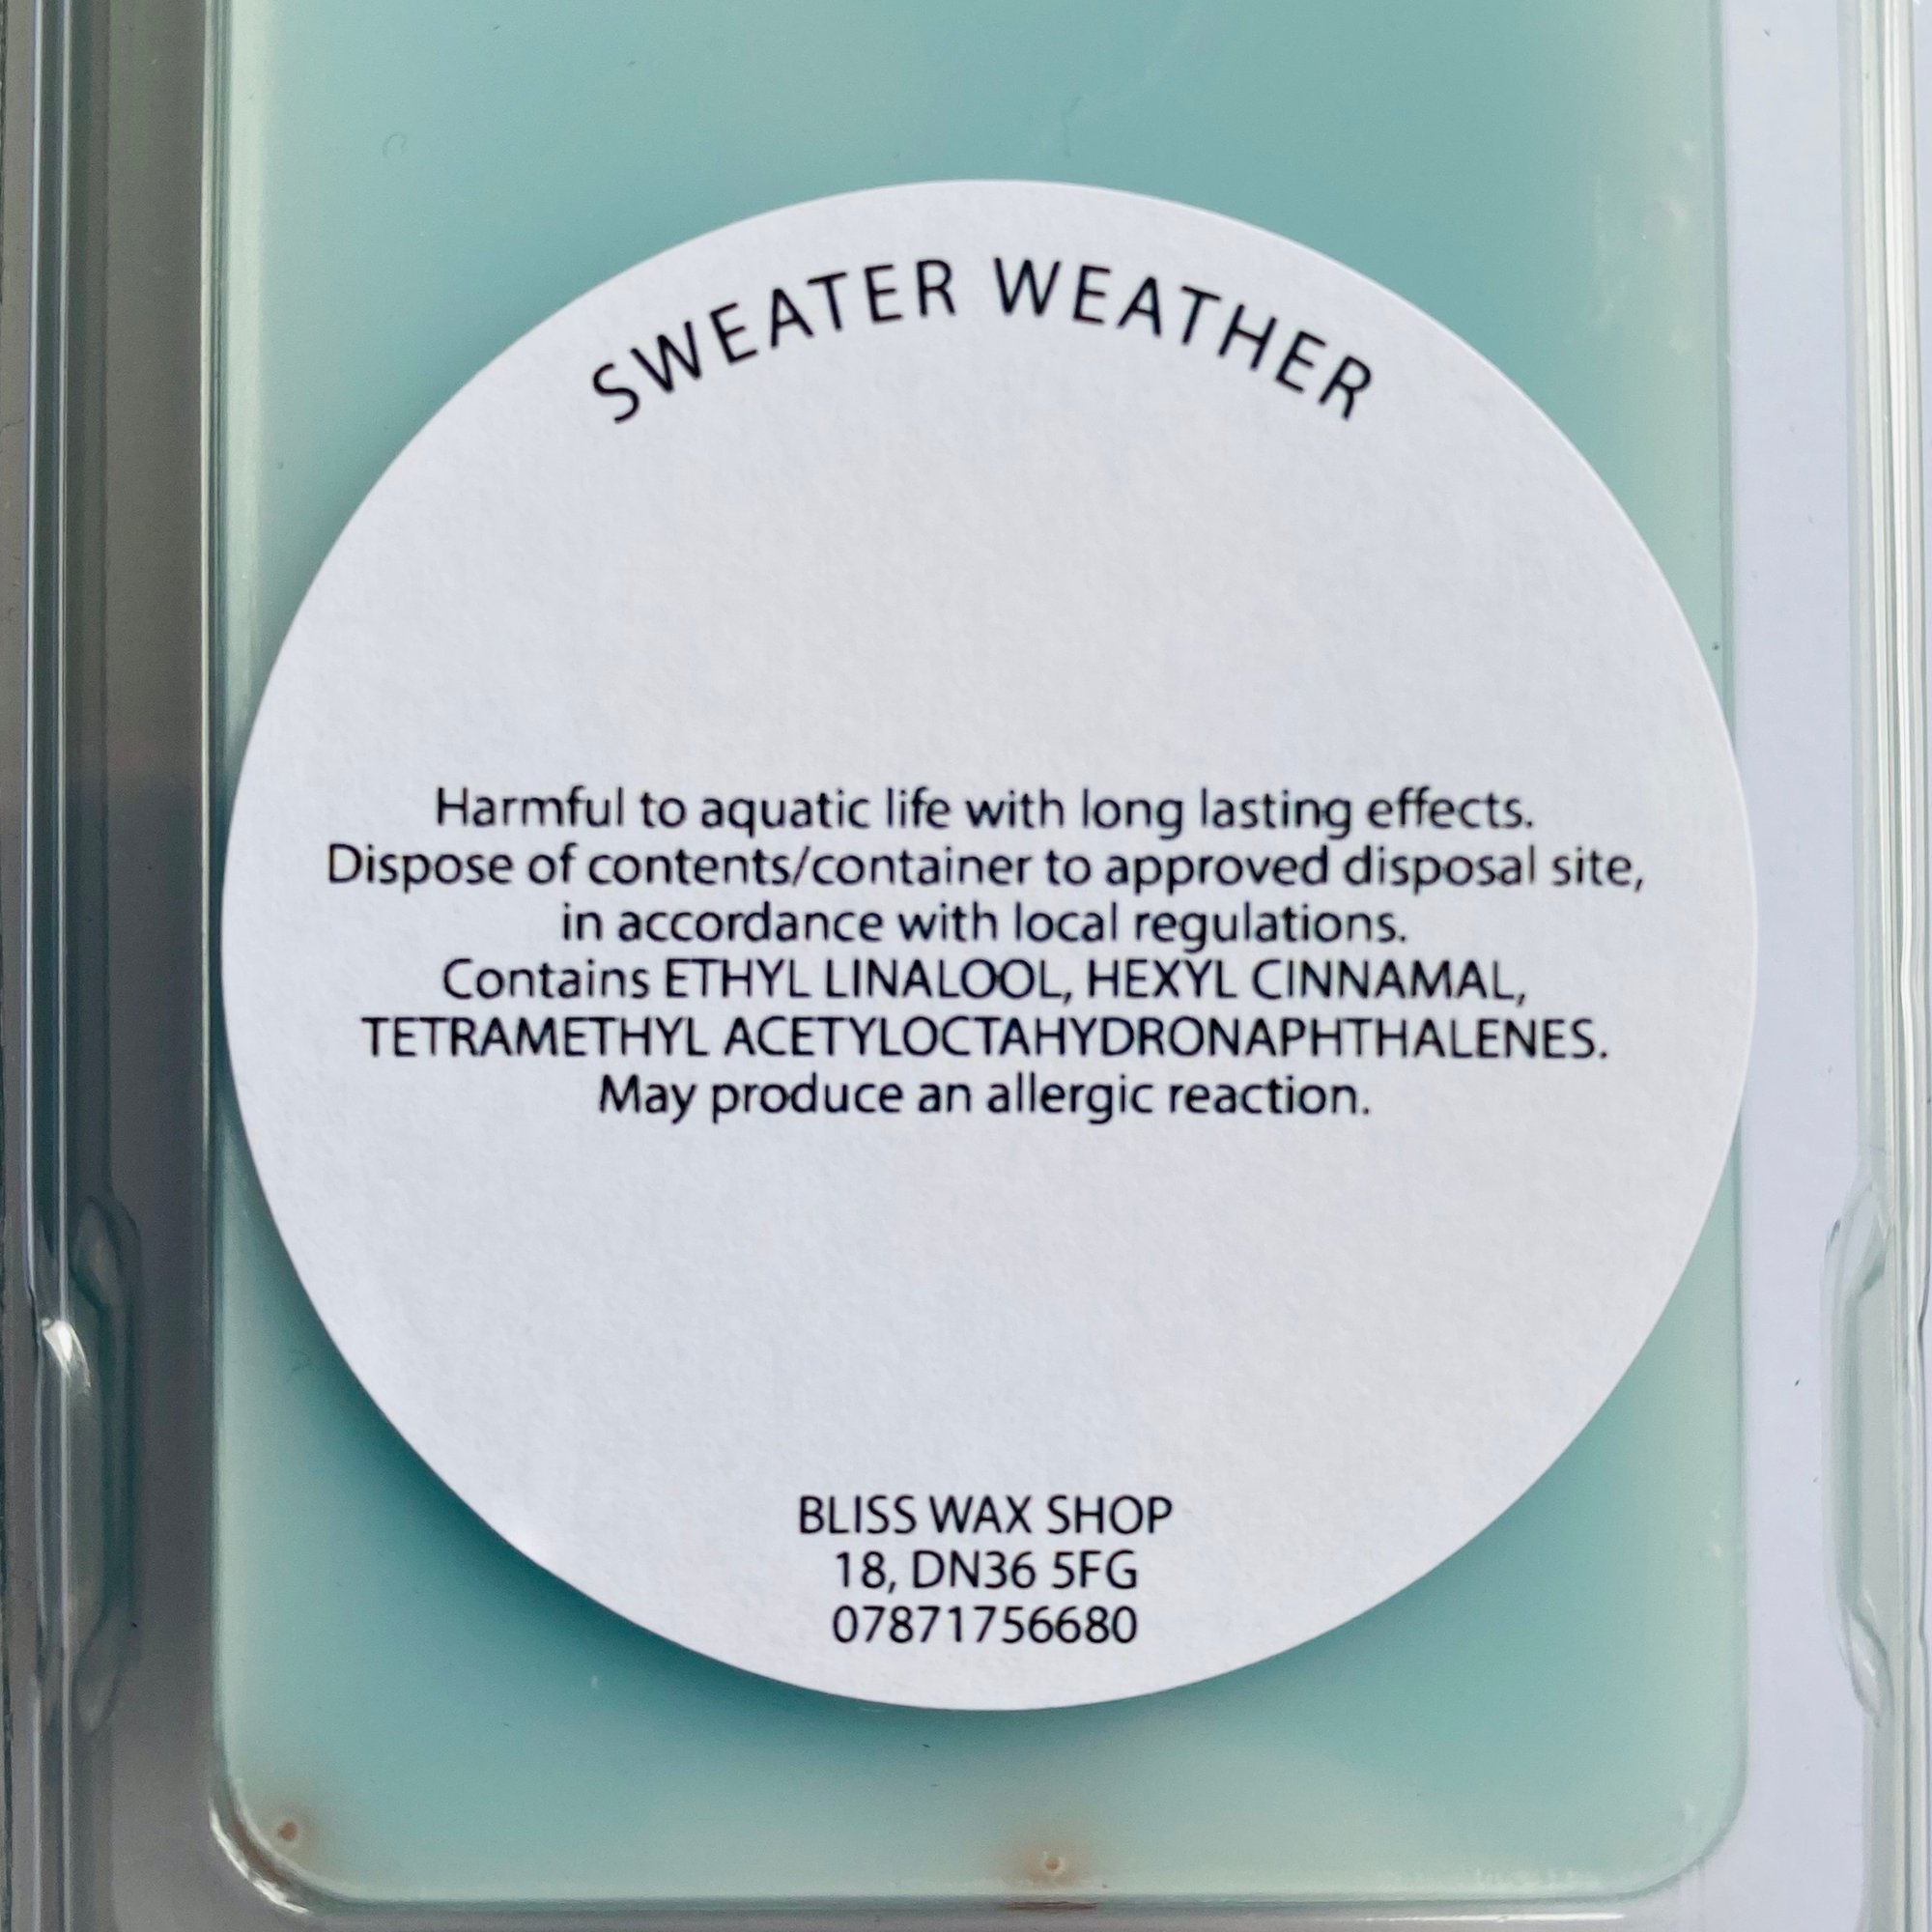 SWEATER WEATHER
Harmful to aquatic life with long lasting effects.
Dispose of contents/container to approved disposal site,
in accordance with local regulations.
Contains ETHYL LINALOOL, HEXYL CINNAMAL,
TETRAMETHYL ACETYLOCTAHYDRONAPHTHALENES.
May produce an allergic reaction.
BLISS WAX SHOP
18, DN36 5FG
07871756680